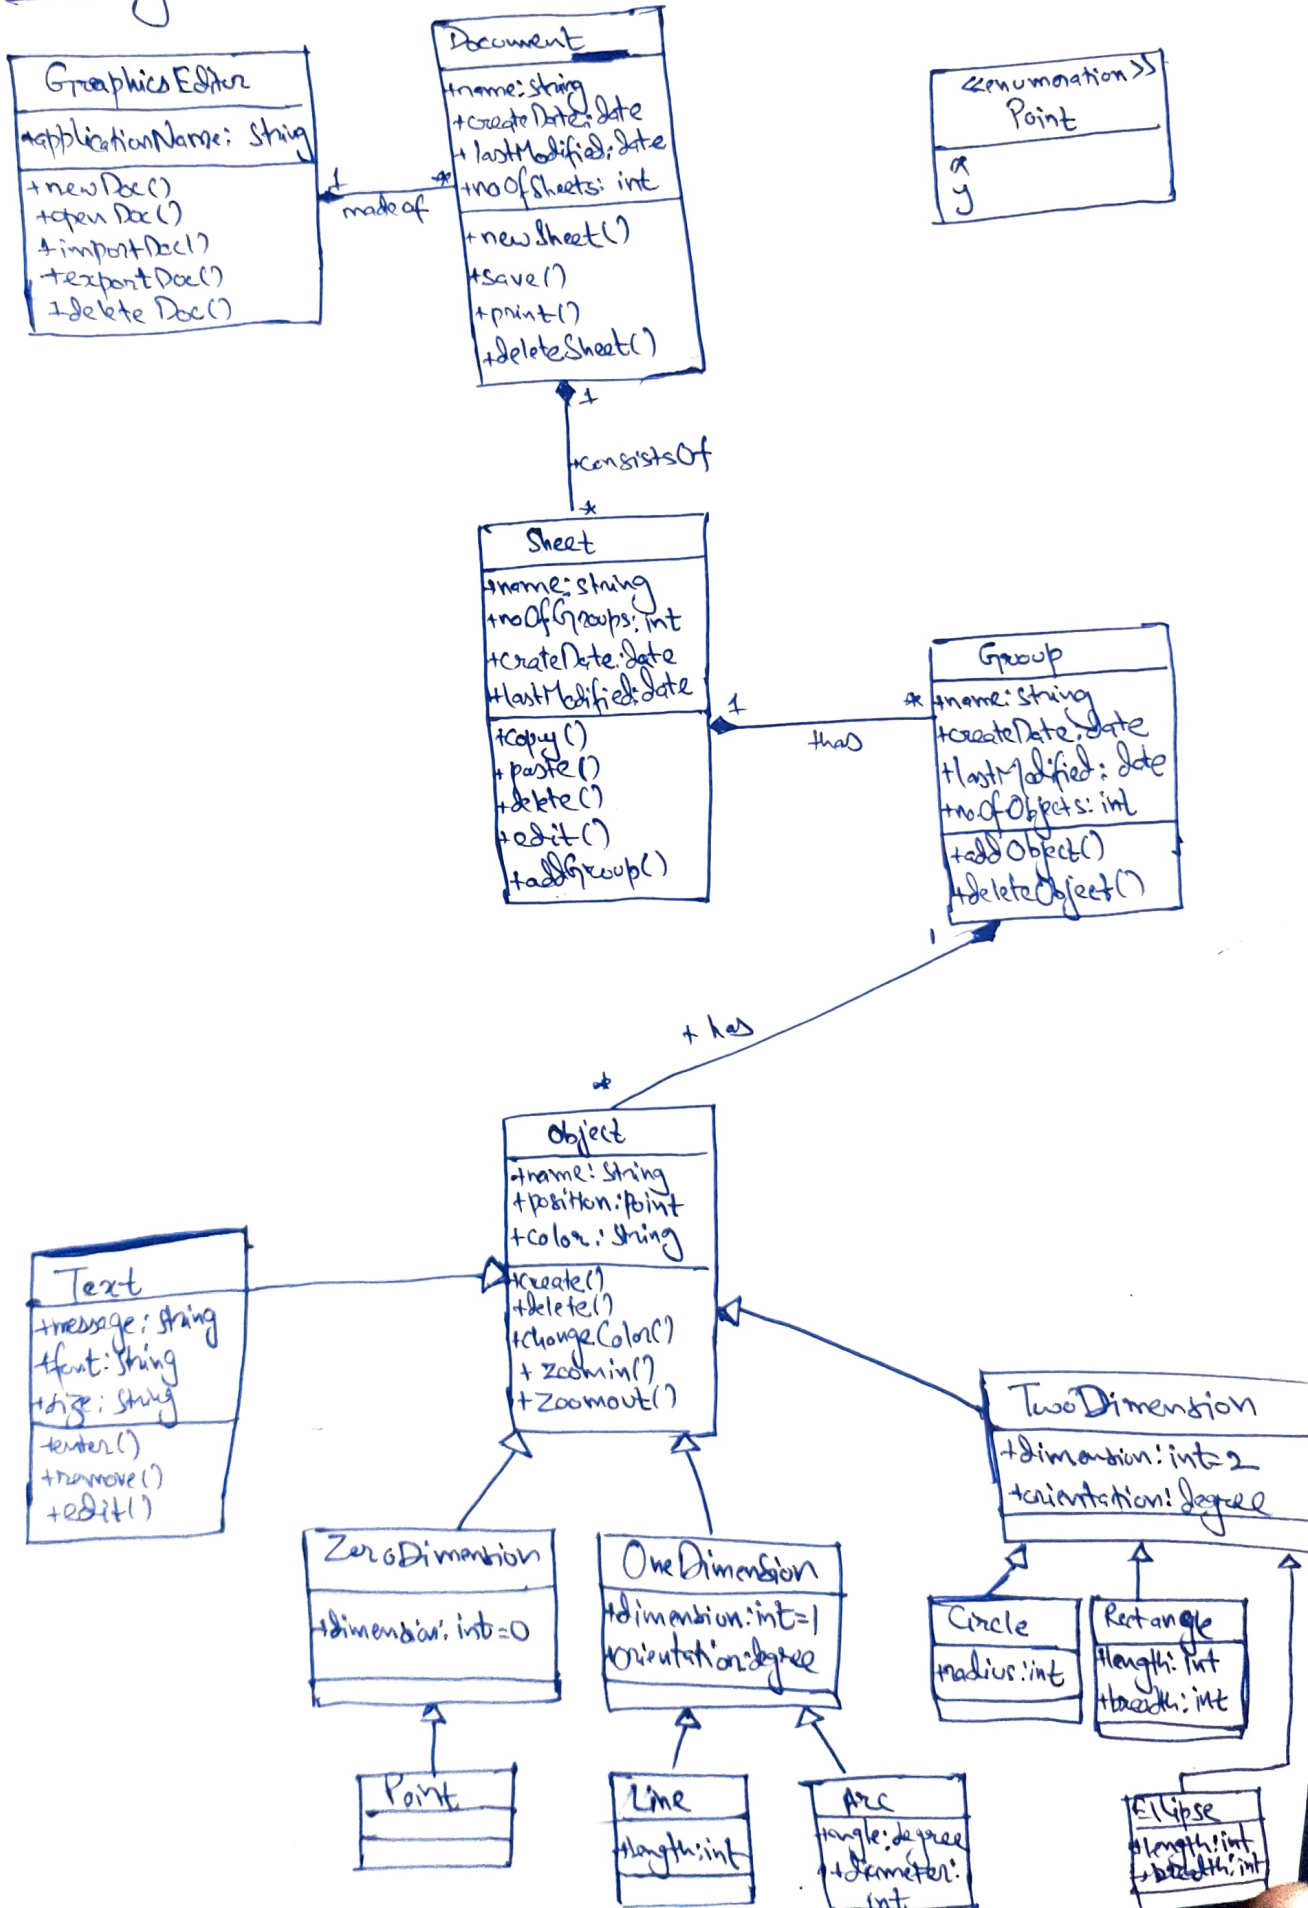 GraphicsEditor
+applicationName: String
+newDoc()
+openDoc()
+importDoc()
+exportDoc()
+deleteDoc()
1
made of
*
Document
+name: String
+createDate: date
+lastModified: date
+noOfSheets: int
+newSheet()
+save()
+print()
+deleteSheet()
<<enumeration>>
Point
x
y
1
+consistsOf
*
Sheet
+name: string
+noOfGroups: int
+crateDate: date
+lastModified: date
+copy()
+paste()
+delete()
+edit()
+addGroup()
1
+has
*
Group
+name: String
+createDate: date
+lastModified: date
+noOfObjects: int
+addObject()
+deleteObject()
1
+ has
*
Object
+name: String
+position: Point
+color: String
+create()
+delete()
+changeColor()
+ zoomin()
+ zoomout()
Text
+message: String
+font: String
+size: String
+enter()
+remove()
+edit()
TwoDimension
+dimension: int=2
+orientation: degree
ZeroDimension
+dimension: int=0
OneDimension
+dimension: int=1
+orientation: degree
Circle
+radius: int
Rectangle
+length: int
+breadth: int
Point
Line
+length: int
Arc
+angle: degree
+diameter:
int
Ellipse
+length: int
+breadth: int